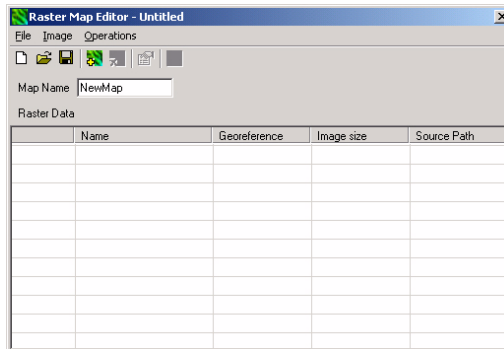 Raster Map Editor - Untitled
File Image Operations
Map Name NewMap
Raster Data
Name Georeference Image size Source Path